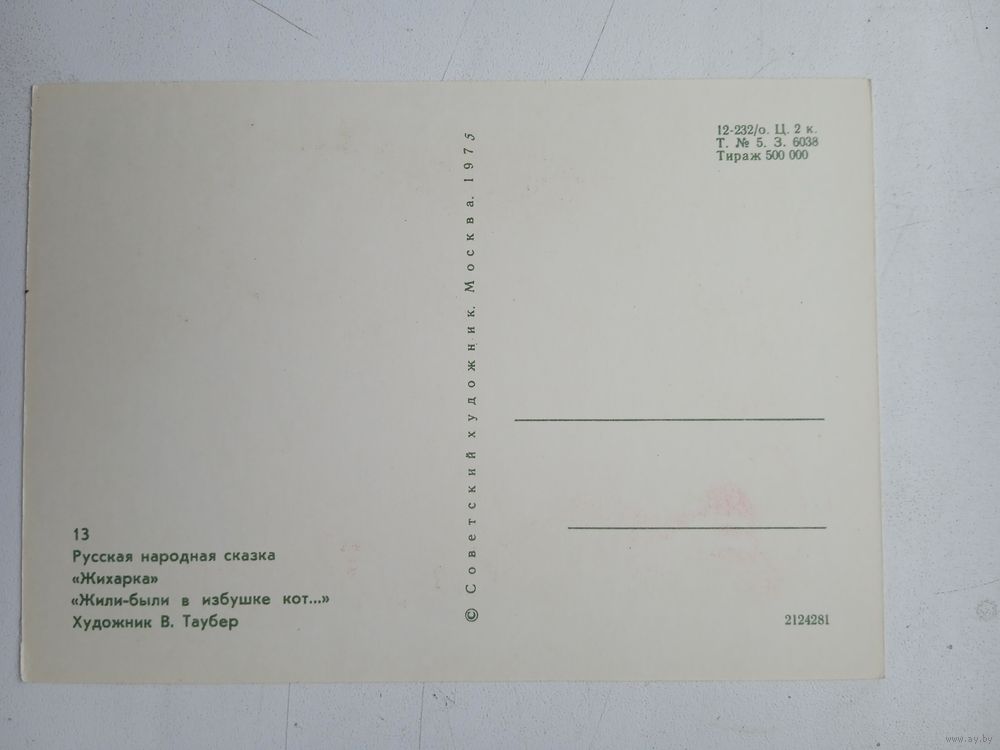 12-232/о. Ц. 2 к.
Т. № 5. З. 6038
Тираж 500 000
© Советский художник. Москва. 1975
13
Русская народная сказка
«Жихарка»
«Жили-были в избушке кот...»
Художник В. Таубер
2124281
www.ay.by